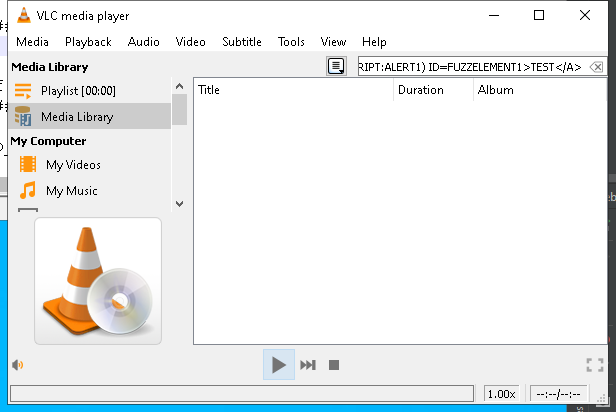 VLC media player
Media Playback Audio Video Subtitle Tools View Help
Media Library
RIPT:ALERT1) ID=FUZZELEMENT1>TEST</A>
Playlist [00:00]
Title Duration Album
Media Library
My Computer
My Videos
My Music
1.00x --:--/--:--